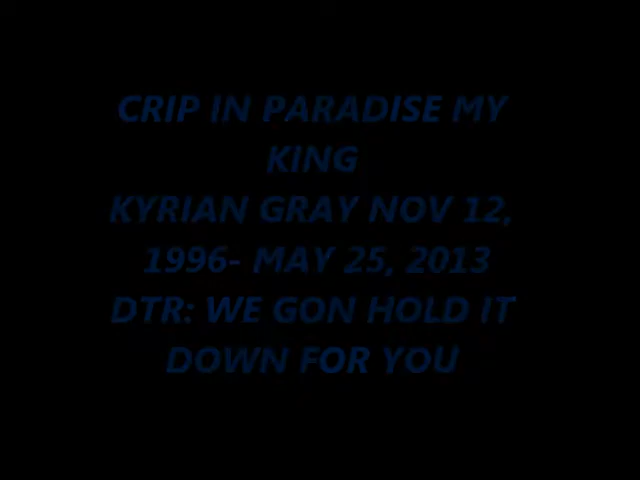 CRIP IN PARADISE MY
KING
KYRIAN GRAY NOV 12,
1996- MAY 25, 2013
DTR: WE GON HOLD IT
DOWN FOR YOU